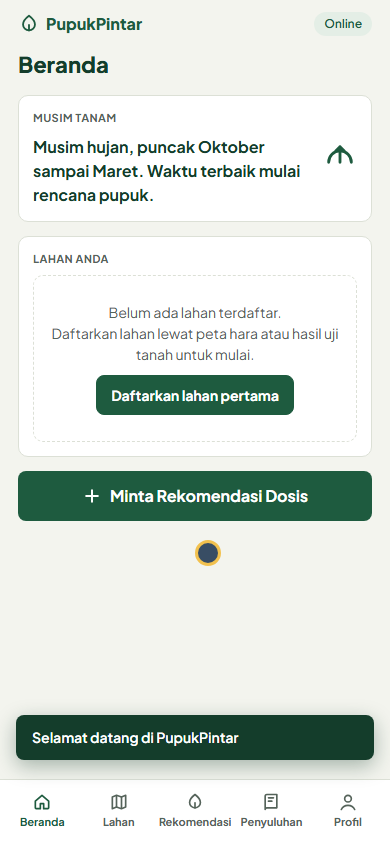 PupukPintar
Online
Beranda
MUSIM TANAM
Musim hujan, puncak Oktober
sampai Maret. Waktu terbaik mulai
rencana pupuk.
LAHAN ANDA
Belum ada lahan terdaftar.
Daftarkan lahan lewat peta hara atau hasil uji
tanah untuk mulai.
Daftarkan lahan pertama
Minta Rekomendasi Dosis
Selamat datang di PupukPintar
Beranda
Lahan
Rekomendasi
Penyuluhan
Profil